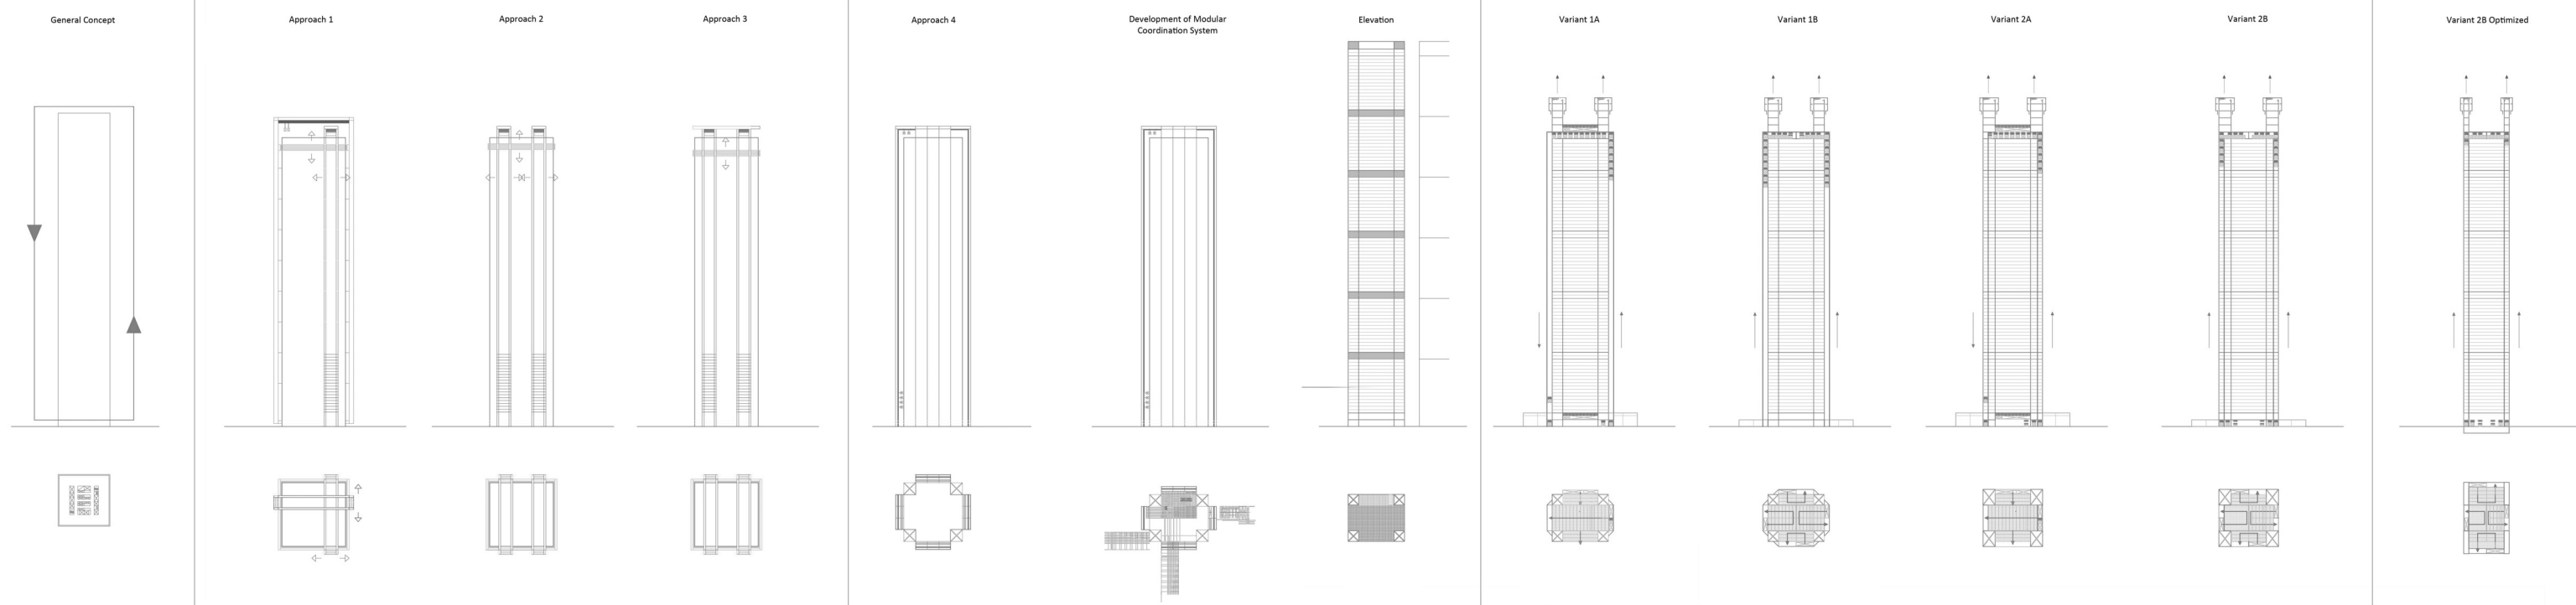 General Concept
Approach 1
Approach 2
Approach 3
Approach 4
Development of Modular
Coordination System
Elevation
Variant 1A
Variant 1B
Variant 2A
Variant 2B
Variant 2B Optimized